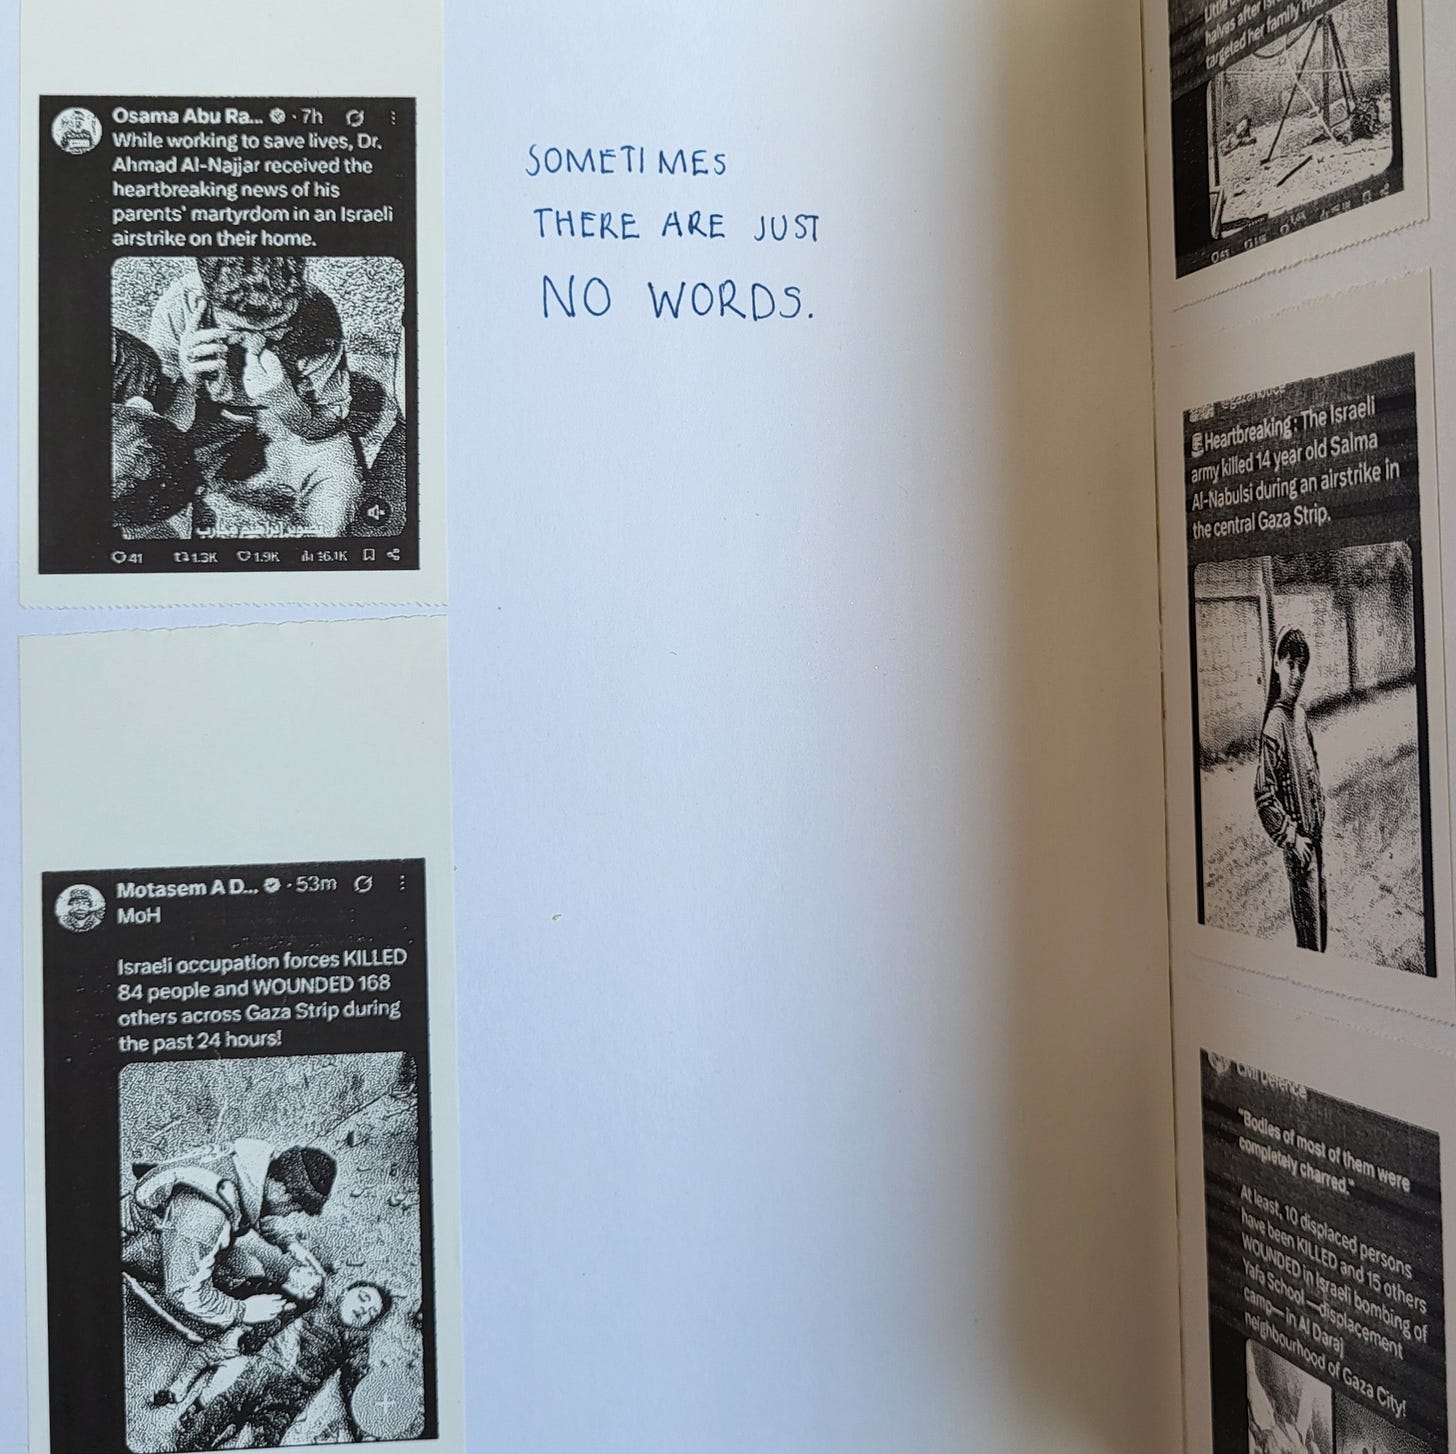 Osama Abu Ra... · 7h
While working to save lives, Dr.
Ahmad Al-Najjar received the
heartbreaking news of his
parents' martyrdom in an Israeli
airstrike on their home.
41 1.3K 1.9K
Motasem A D... · 53m
MoH
Israeli occupation forces KILLED
84 people and WOUNDED 168
others across Gaza Strip during
the past 24 hours!
SOMETIMES
THERE ARE JUST
NO WORDS.
Little
halves after
targeted her family
Heartbreaking: The Israeli
army killed 14 year old Salma
Al-Nabulsi during an airstrike in
the central Gaza Strip.
Civil Defence
"Bodies of most of them were
completely charred."
At least, 10 displaced persons
have been KILLED and 15 others
WOUNDED in Israeli bombing of
Yafa School—displacement
camp—in Al Daraj
neighbourhood of Gaza City!